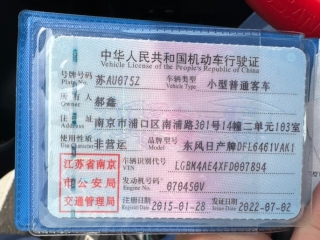 中华人民共和国机动车行驶证
Vehicle License of the People's Republic of China
号牌号码 苏AU07SZ 车辆类型 小型普通客车
Plate No. Vehicle Type
所有人 郝鑫
住址 南京市浦口区南浦路301号14幢二单元103室
使用性质 非营运 品牌型号 东风日产牌DFL6461VAK1
江苏省南京
市公安局
交通管理局
车辆识别代号 LGBM4AE4XFD007894
VIN
发动机号码 070450V
Engine No.
注册日期 2015-01-28 发证日期 2022-07-02
Register Date Issue Date